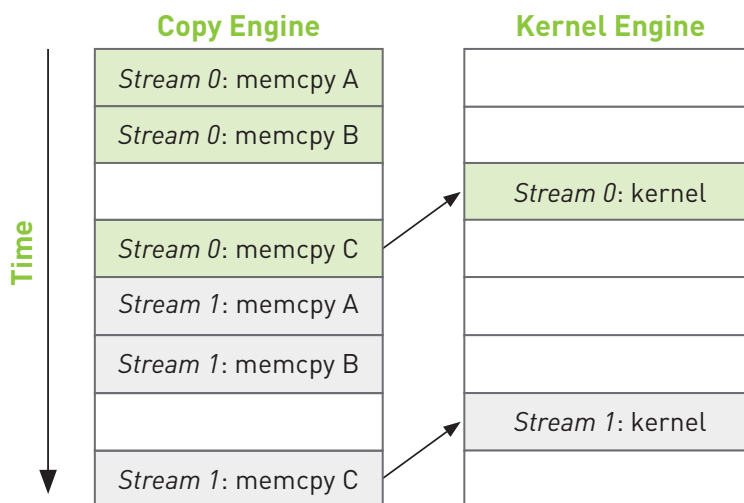 Copy Engine
Kernel Engine
Time
Stream 0: memcpy A
Stream 0: memcpy B
Stream 0: kernel
Stream 0: memcpy C
Stream 1: memcpy A
Stream 1: memcpy B
Stream 1: kernel
Stream 1: memcpy C